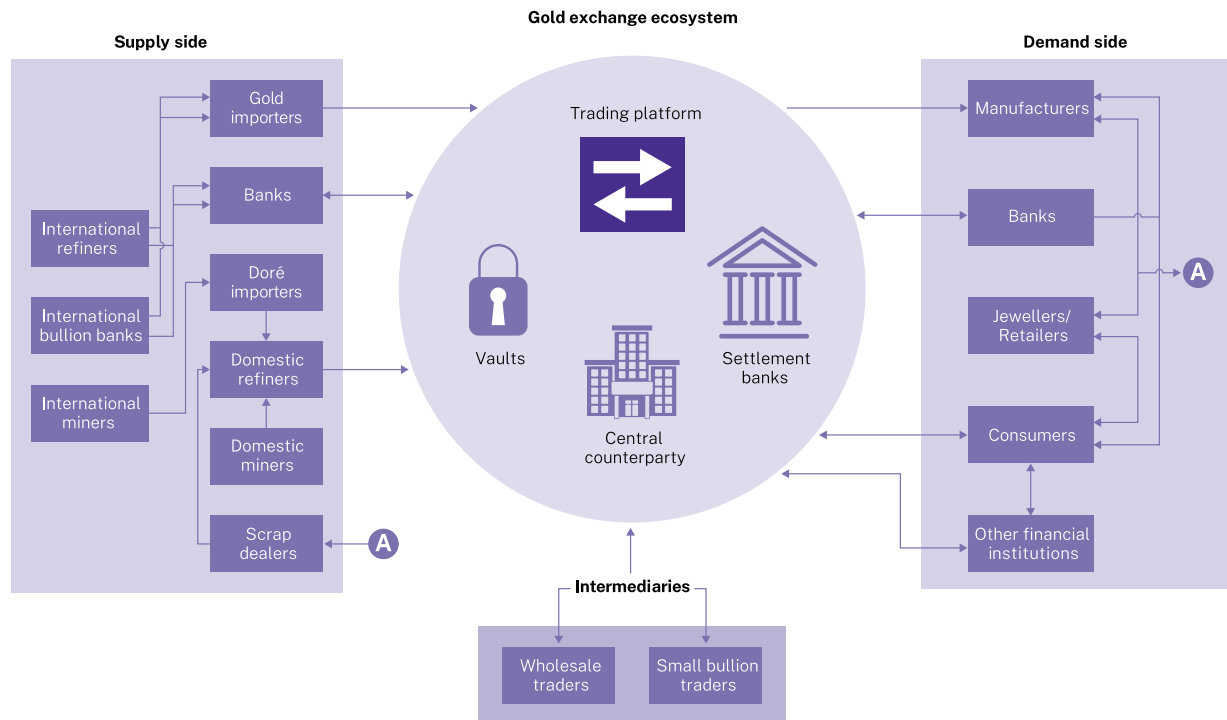 Gold exchange ecosystem
Supply side
Gold
importers
Banks
International
refiners
Doré
importers
International
bullion banks
Domestic
refiners
International
miners
Domestic
miners
Scrap
dealers
A
Trading platform
Vaults
Settlement
banks
Central
counterparty
Intermediaries
Wholesale
traders
Small bullion
traders
Demand side
Manufacturers
Banks
A
Jewellers/
Retailers
Consumers
Other financial
institutions